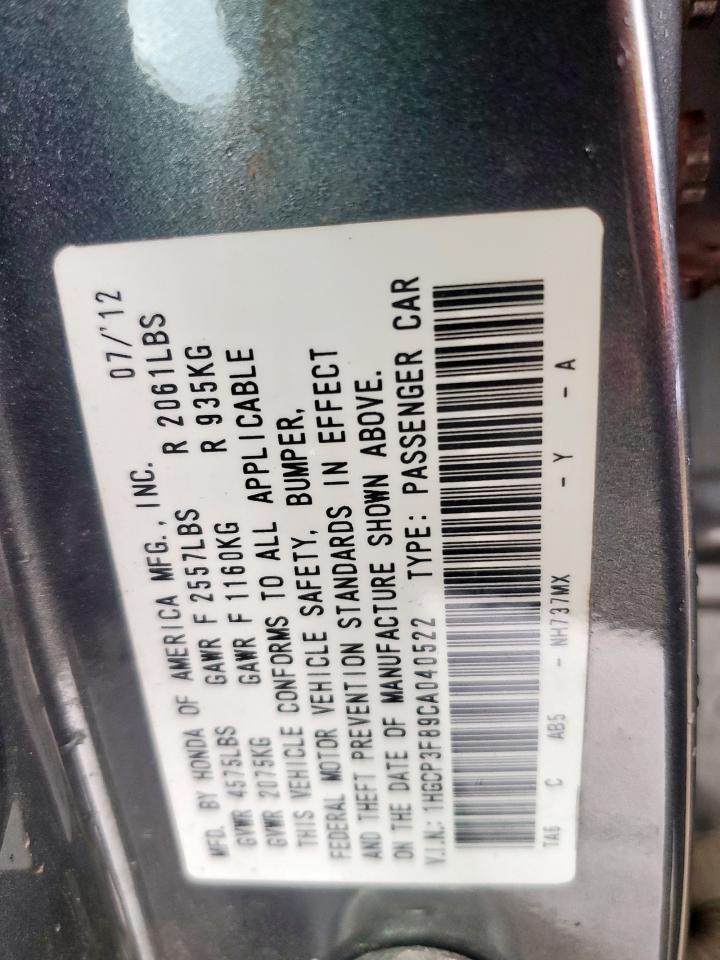 MFD. BY HONDA OF AMERICA MFG., INC. 07/'12
GVWR 4575LBS GAWR F 2557LBS R 2061LBS
GVWR 2075KG GAWR F 1160KG R 935KG
THIS VEHICLE CONFORMS TO ALL APPLICABLE
FEDERAL MOTOR VEHICLE SAFETY, BUMPER,
AND THEFT PREVENTION STANDARDS IN EFFECT
ON THE DATE OF MANUFACTURE SHOWN ABOVE.
V.I.N.: 1HGCP3F89CA040522 TYPE: PASSENGER CAR
TA6 C AB5 - NH737MX - Y - A